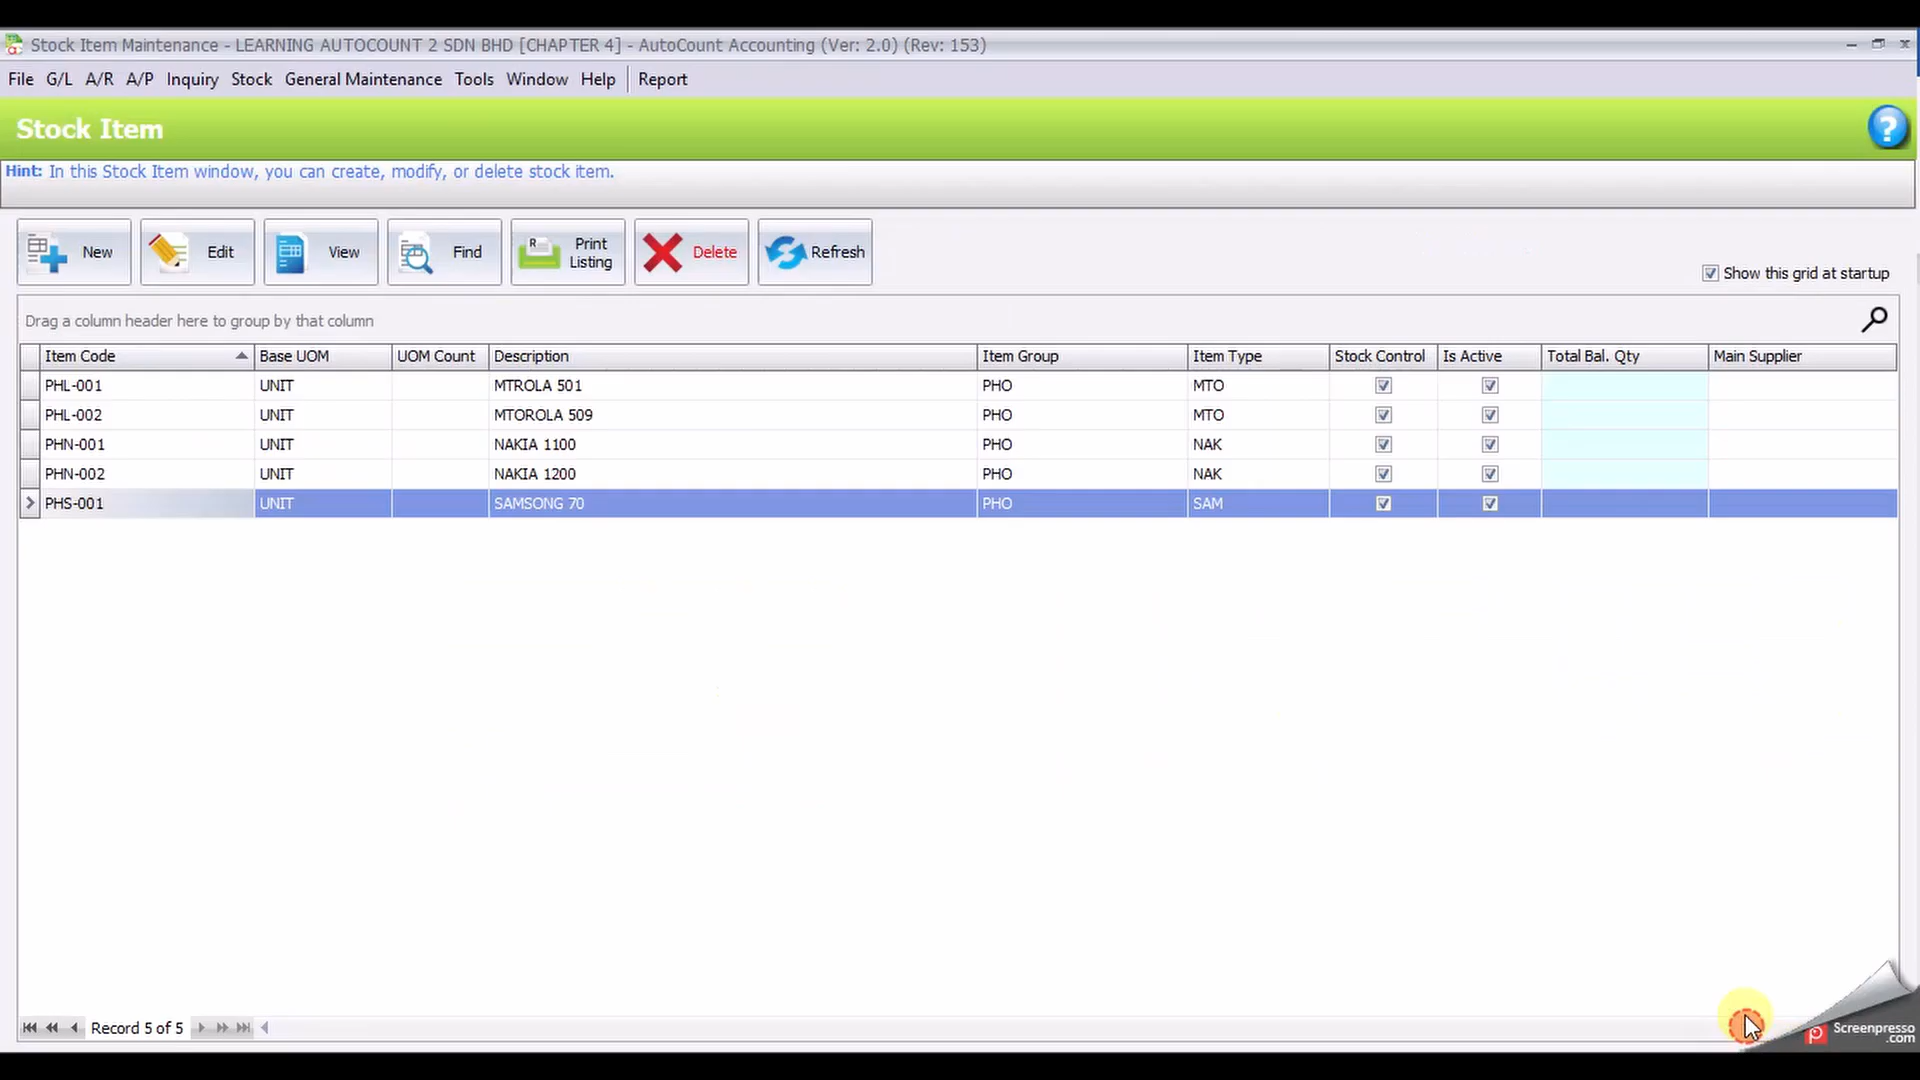 Stock Item Maintenance - LEARNING AUTOCOUNT 2 SDN BHD [CHAPTER 4] - AutoCount Accounting (Ver: 2.0) (Rev: 153)
File G/L A/R A/P Inquiry Stock General Maintenance Tools Window Help Report
Stock Item
?
Hint: In this Stock Item window, you can create, modify, or delete stock item.
New Edit View Find Print Listing Delete Refresh
Show this grid at startup
Drag a column header here to group by that column
Item Code Base UOM UOM Count Description Item Group Item Type Stock Control Is Active Total Bal. Qty Main Supplier
PHL-001 UNIT MTROLA 501 PHO MTO
PHL-002 UNIT MTOROLA 509 PHO MTO
PHN-001 UNIT NAKIA 1100 PHO NAK
PHN-002 UNIT NAKIA 1200 PHO NAK
PHS-001 UNIT SAMSONG 70 PHO SAM
Record 5 of 5
Screenpresso
.com